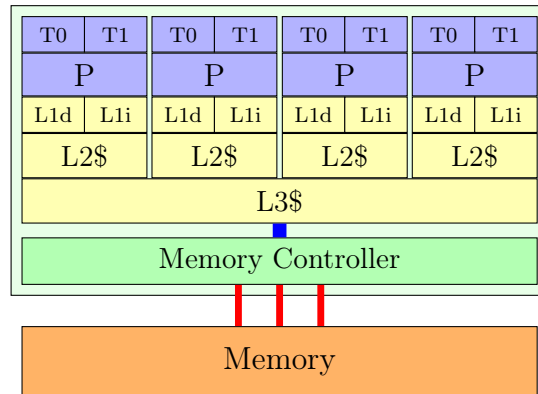 T0 T1 T0 T1 T0 T1 T0 T1
P P P P
L1d L1i L1d L1i L1d L1i L1d L1i
L2$ L2$ L2$ L2$
L3$
Memory Controller
Memory